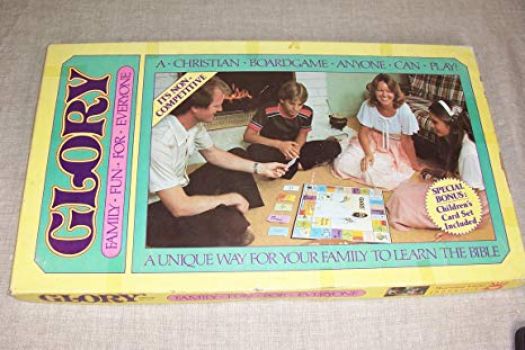 A · CHRISTIAN · BOARDGAME · ANYONE · CAN · PLAY!
GLORY
FAMILY · FUN · FOR · EVERYONE
IT'S NON-
COMPETITIVE
SPECIAL
BONUS:
Children's
Card Set
Included
A UNIQUE WAY FOR YOUR FAMILY TO LEARN THE BIBLE
GLORY
FAMILY · FUN · FOR · EVERYONE